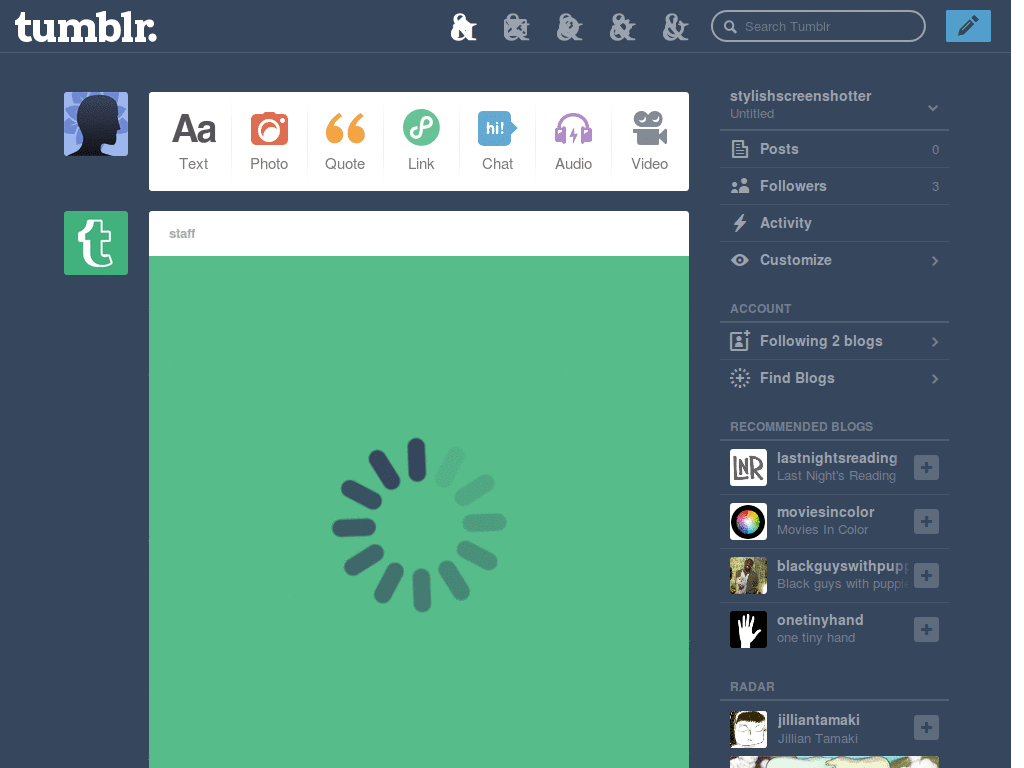 tumblr.
Search Tumblr
Aa
hi!
Text
Photo
Quote
Link
Chat
Audio
Video
staff
stylishscreenshotter
Untitled
Posts 0
Followers 3
Activity
Customize
ACCOUNT
Following 2 blogs
Find Blogs
RECOMMENDED BLOGS
LNR
lastnightsreading
Last Night's Reading
moviesincolor
Movies In Color
blackguyswithpupp
Black guys with puppie
onetinyhand
one tiny hand
RADAR
jilliantamaki
Jillian Tamaki